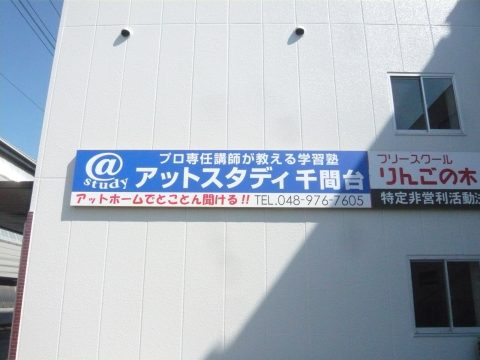 @study
プロ専任講師が教える学習塾
アットスタディ千間台
アットホームでとことん聞ける!!
TEL.048-976-7605
フリースクール
りんごの木
特定非営利活動法